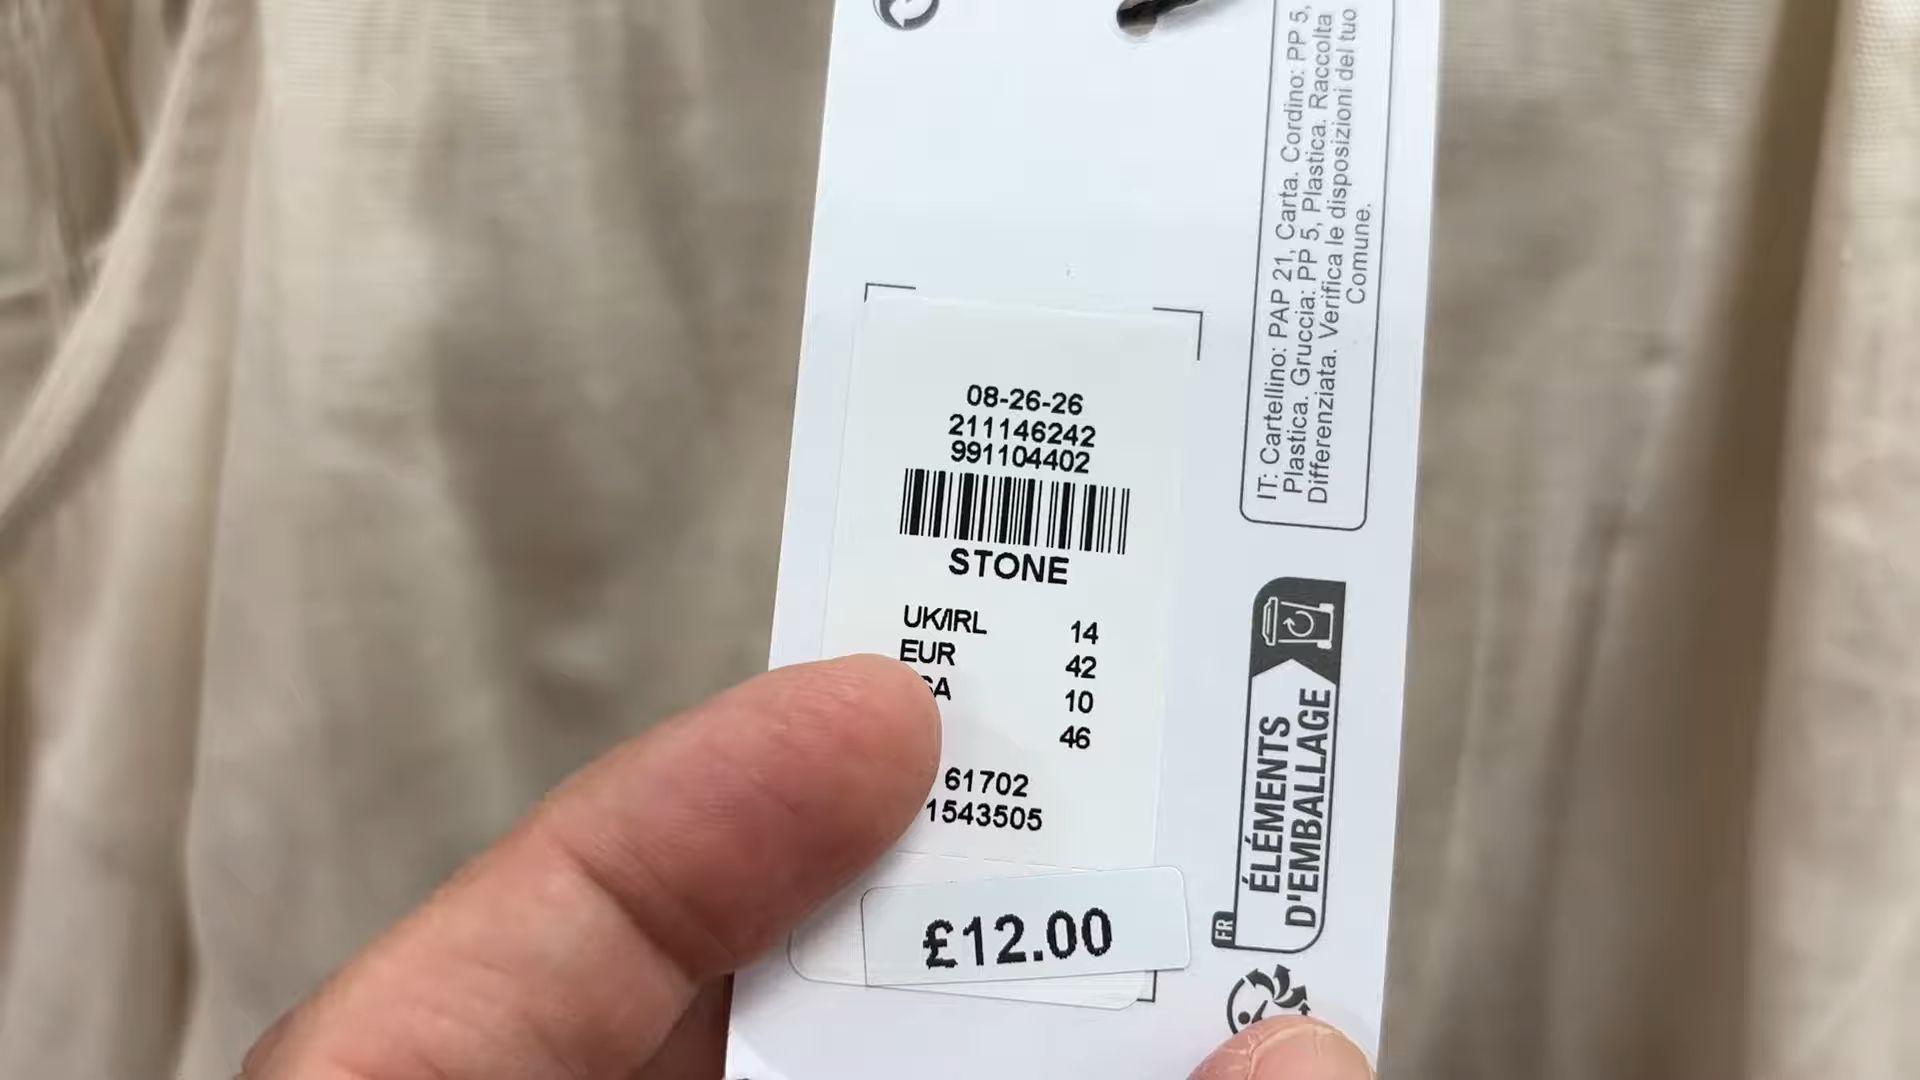 08-26-26
211146242
991104402
STONE
UK/IRL 14
EUR 42
10
46
61702
1543505
£12.00
IT: Cartellino: PAP 21, Carta. Cordino: PP 5,
Plastica. Gruccia: PP 5, Plastica. Raccolta
Differenziata. Verifica le disposizioni del tuo
Comune.
FR
ÉLÉMENTS
D'EMBALLAGE